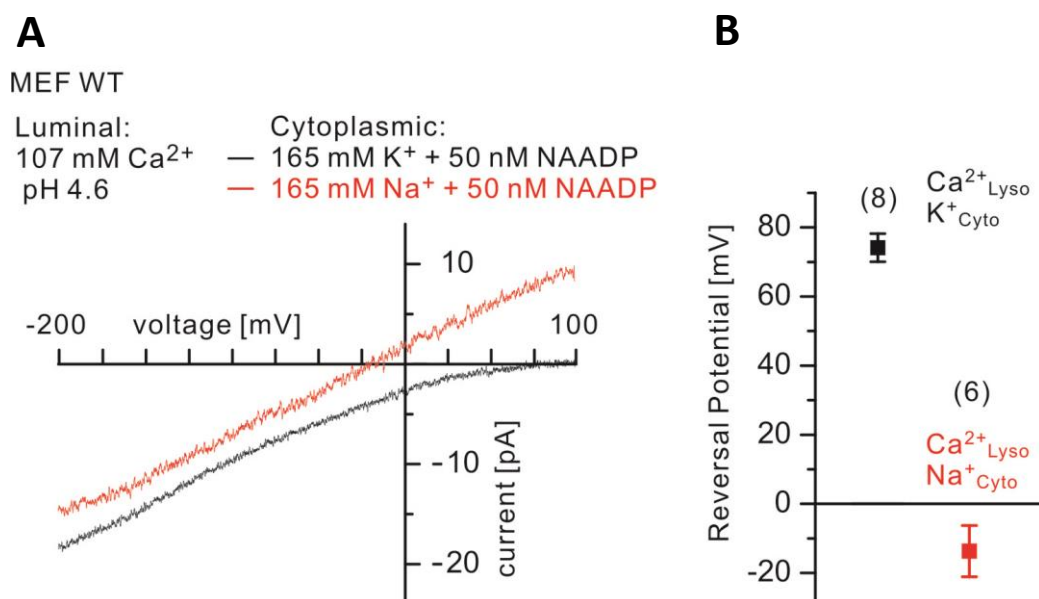 A
MEF WT
Luminal:
107 mM Ca²⁺
pH 4.6
Cytoplasmic:
— 165 mM K⁺ + 50 nM NAADP
— 165 mM Na⁺ + 50 nM NAADP
10
-200
voltage [mV]
100
-10
-20
current [pA]
B
Reversal Potential [mV]
80
60
40
20
0
-20
(8)
Ca²⁺Lyso
K⁺Cyto
(6)
Ca²⁺Lyso
Na⁺Cyto